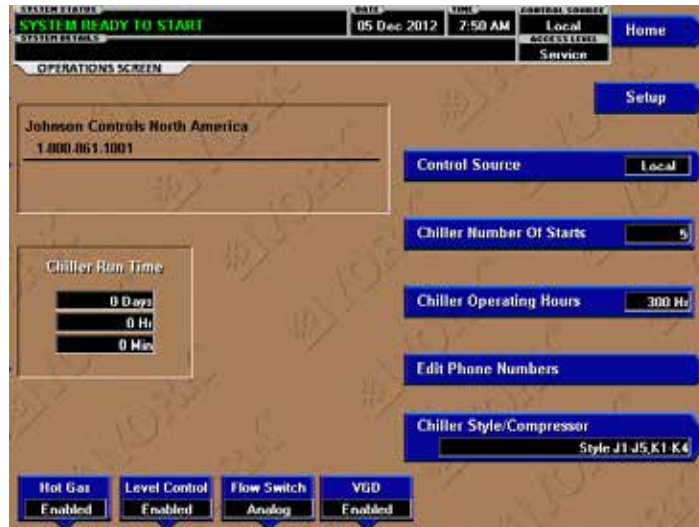 SYSTEM STATUS
SYSTEM READY TO START
DATE
05 Dec 2012
TIME
7:50 AM
CONTROL SOURCE
Local
Home
SYSTEM DETAILS
ACCESS LEVEL
Service
OPERATIONS SCREEN
Setup
Johnson Controls North America
1-800-861-1001
Control Source
Local
Chiller Number Of Starts
5
Chiller Run Time
0 Days
0 Hr
0 Min
Chiller Operating Hours
300 Hr
Edit Phone Numbers
Chiller Style/Compressor
Style J1-J5,K1-K4
Hot Gas
Enabled
Level Control
Enabled
Flow Switch
Analog
VGD
Enabled
YORK